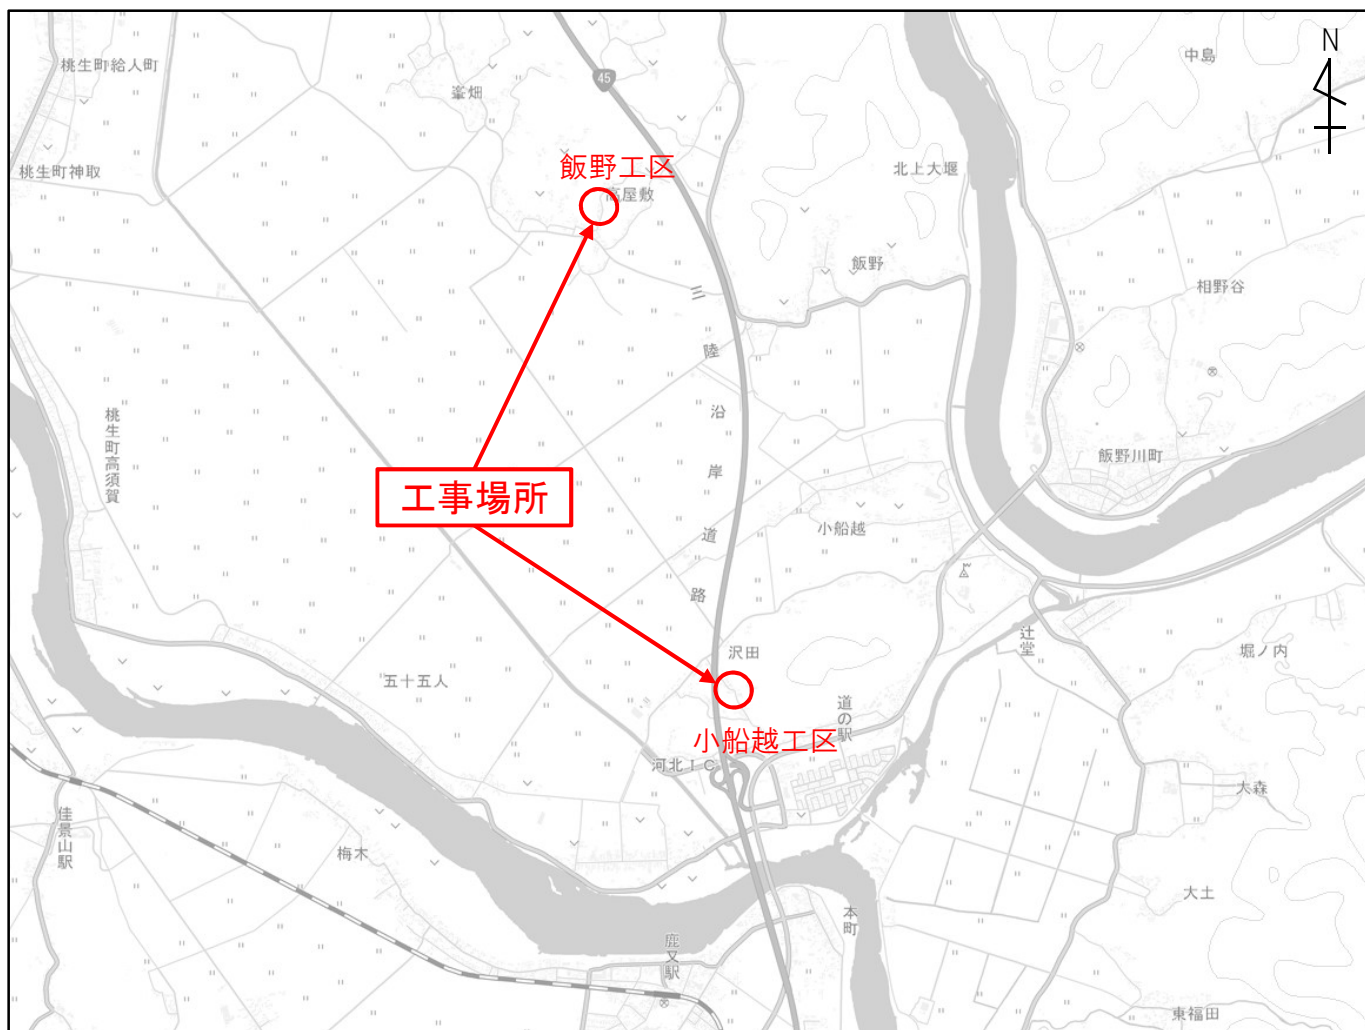 N
45
中島
桃生町給人町
峯畑
飯野工区
北上大堰
桃生町神取
高屋敷
飯野
相野谷
三陸沿岸道路
桃生町高須賀
飯野川町
工事場所
小船越
辻堂
沢田
堀ノ内
五十五人
道の駅
小船越工区
河北IC
大森
佳景山駅
梅木
大土
本町
鹿又駅
東福田